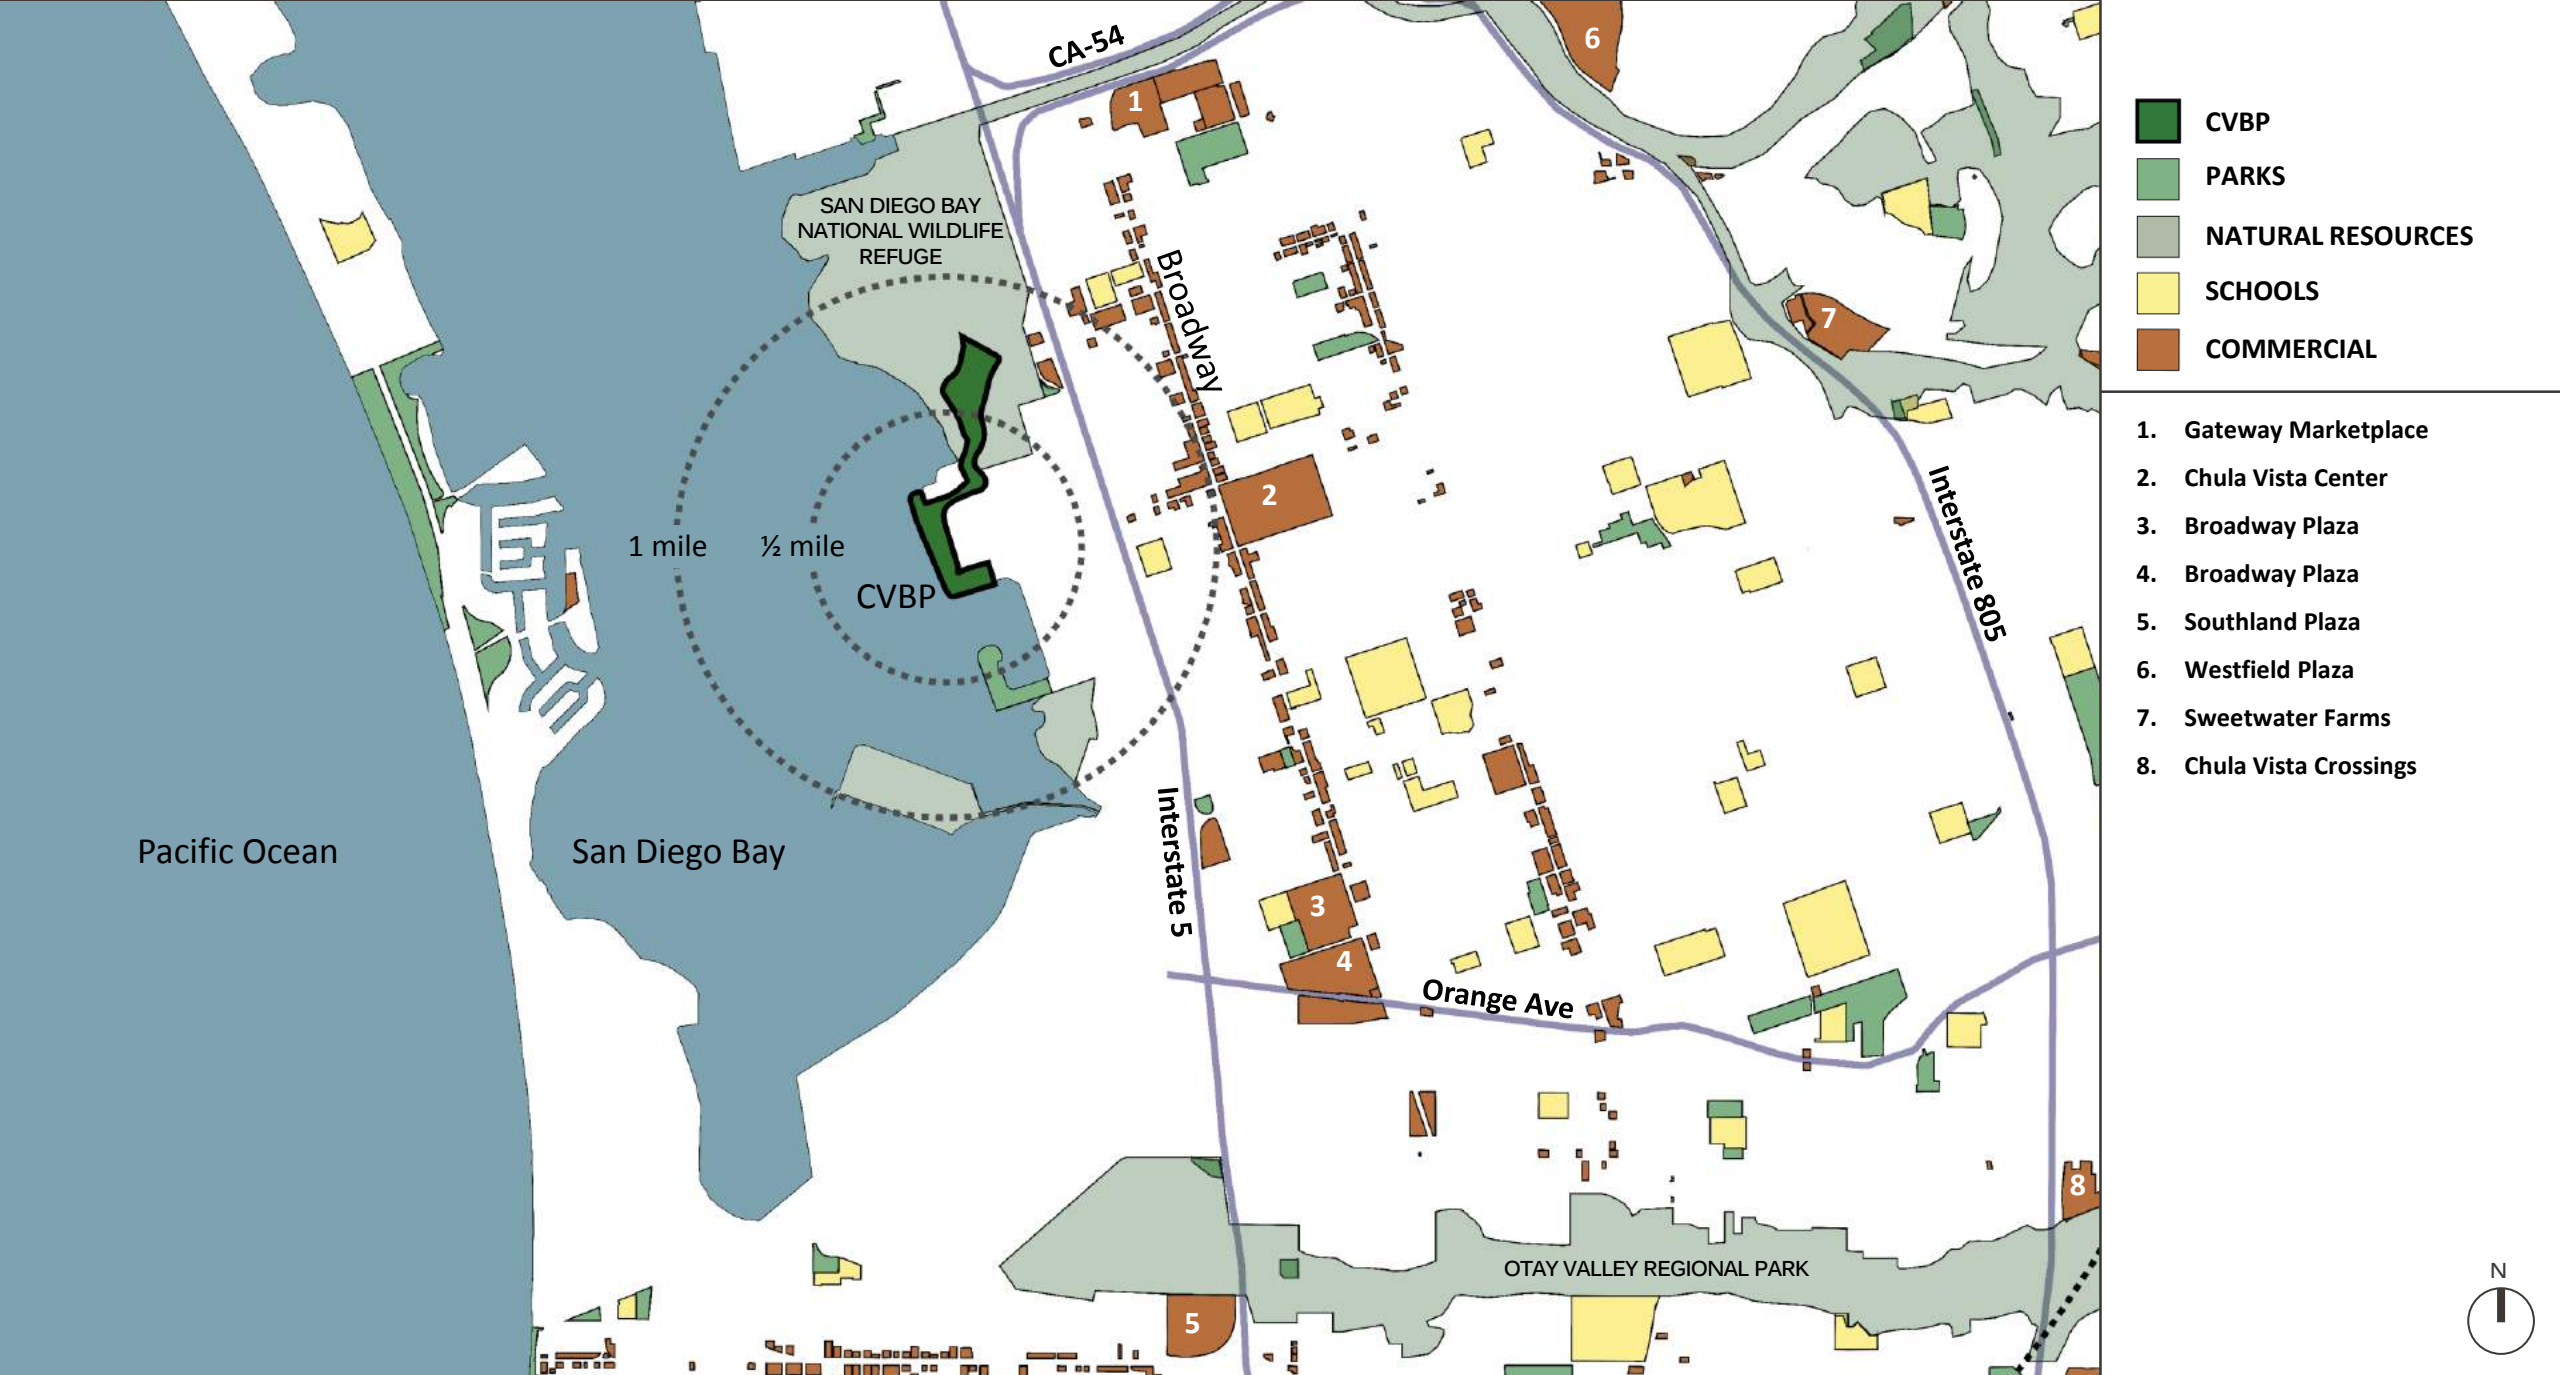 CA-54
6
1
SAN DIEGO BAY
NATIONAL WILDLIFE
REFUGE
Broadway
7
2
1 mile
½ mile
CVBP
Interstate 805
Pacific Ocean
San Diego Bay
Interstate 5
3
4
Orange Ave
8
OTAY VALLEY REGIONAL PARK
5
CVBP
PARKS
NATURAL RESOURCES
SCHOOLS
COMMERCIAL
1. Gateway Marketplace
2. Chula Vista Center
3. Broadway Plaza
4. Broadway Plaza
5. Southland Plaza
6. Westfield Plaza
7. Sweetwater Farms
8. Chula Vista Crossings
N